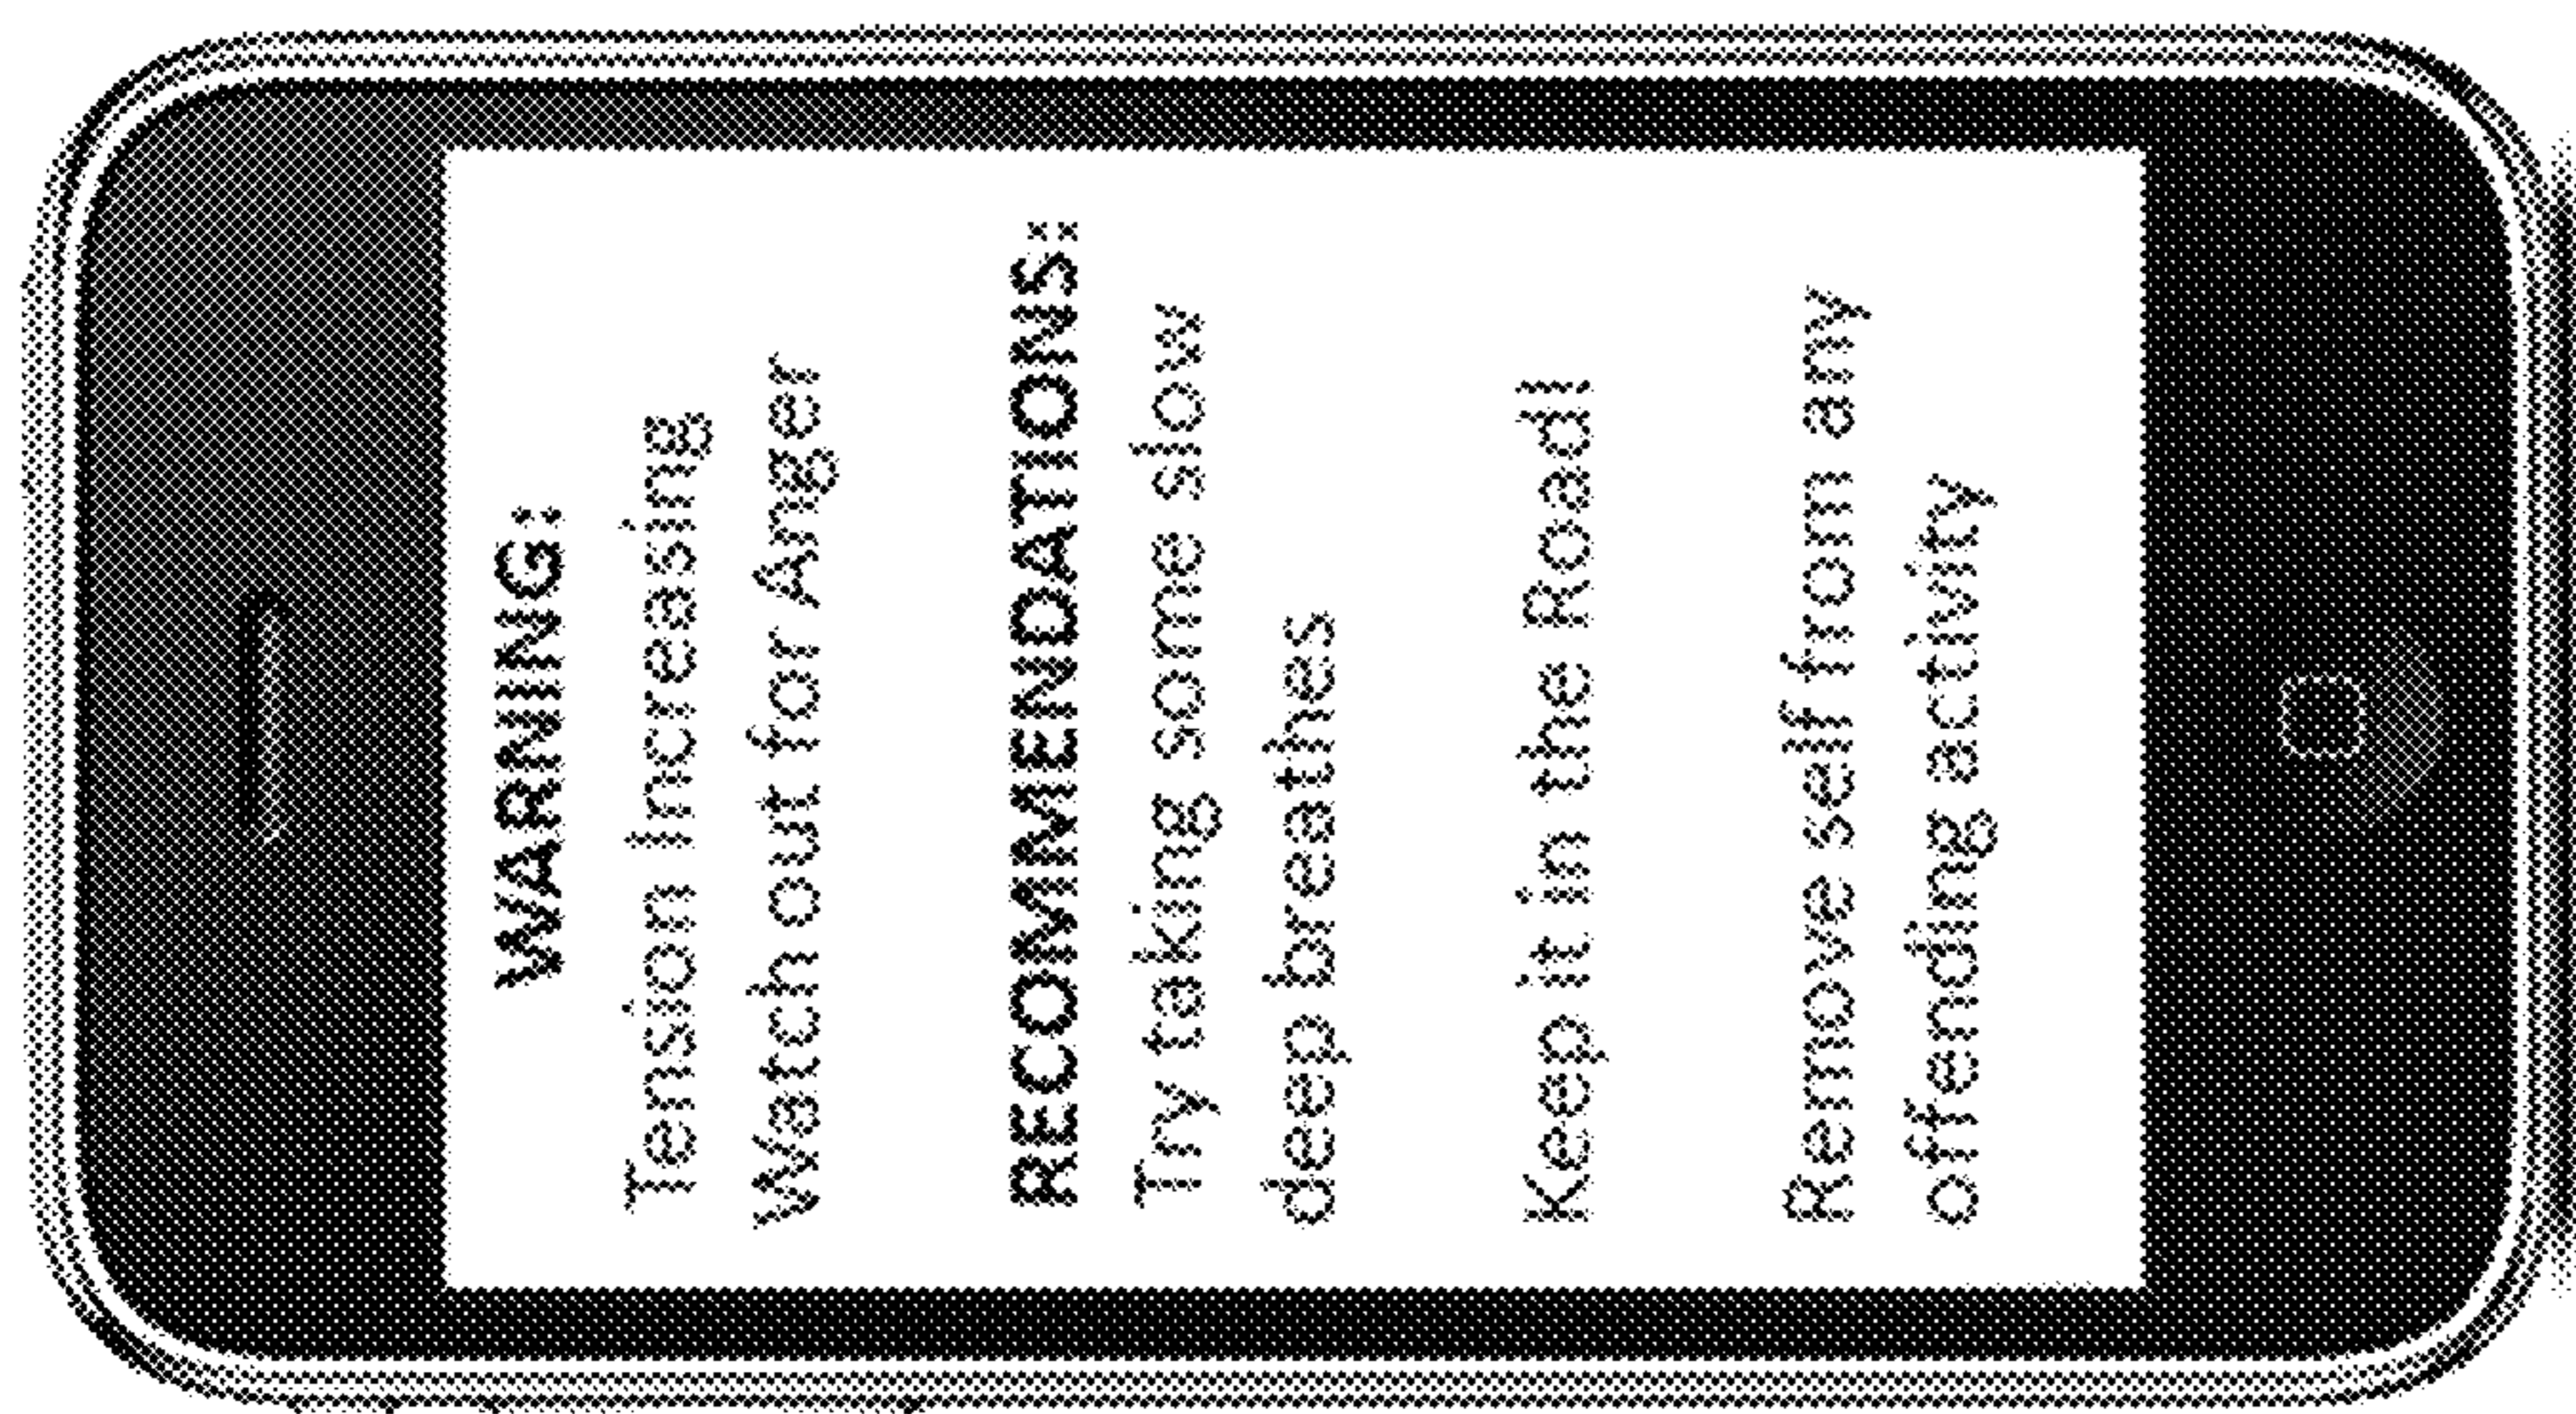 WARNING:
Tension Increasing
Watch out for Anger
RECOMMENDATIONS:
Try taking some slow
deep breathes
Keep it in the Road!
Remove self from any
offending activity